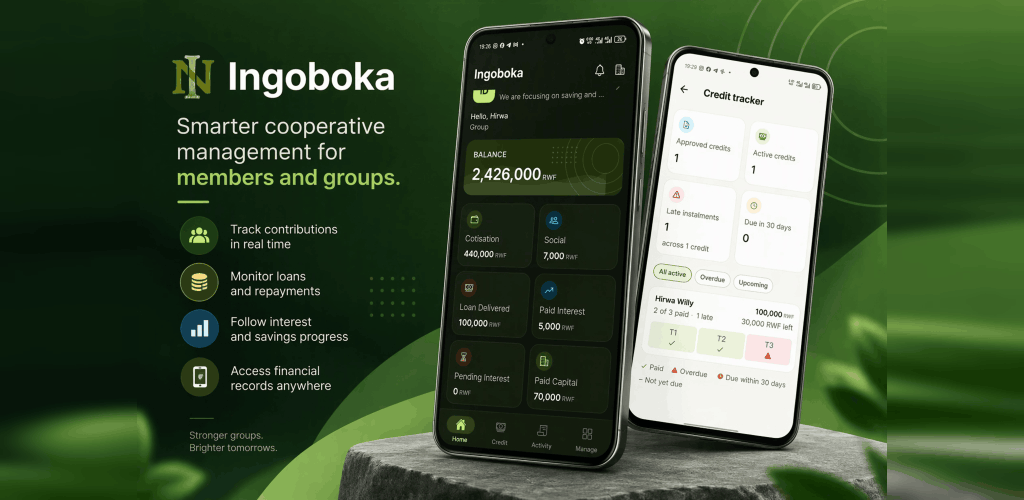 Ingoboka
Smarter cooperative
management for
members and groups.
Track contributions
in real time
Monitor loans
and repayments
Follow interest
and savings progress
Access financial
records anywhere
Stronger groups.
Brighter tomorrows.
19:26
Ingoboka
ID
We are focusing on saving and ...
Hello, Hirwa
Group
BALANCE
2,426,000 RWF
Cotisation
440,000 RWF
Social
7,000 RWF
Loan Delivered
100,000 RWF
Paid Interest
5,000 RWF
Pending Interest
0 RWF
Paid Capital
70,000 RWF
Home
Credit
Activity
Manage
19:29
Credit tracker
Approved credits
1
Active credits
1
Late instalments
1
across 1 credit
Due in 30 days
0
All active
Overdue
Upcoming
Hirwa Willy
100,000 RWF
2 of 3 paid · 1 late
30,000 RWF left
T1
T2
T3
Paid
Overdue
Due within 30 days
– Not yet due